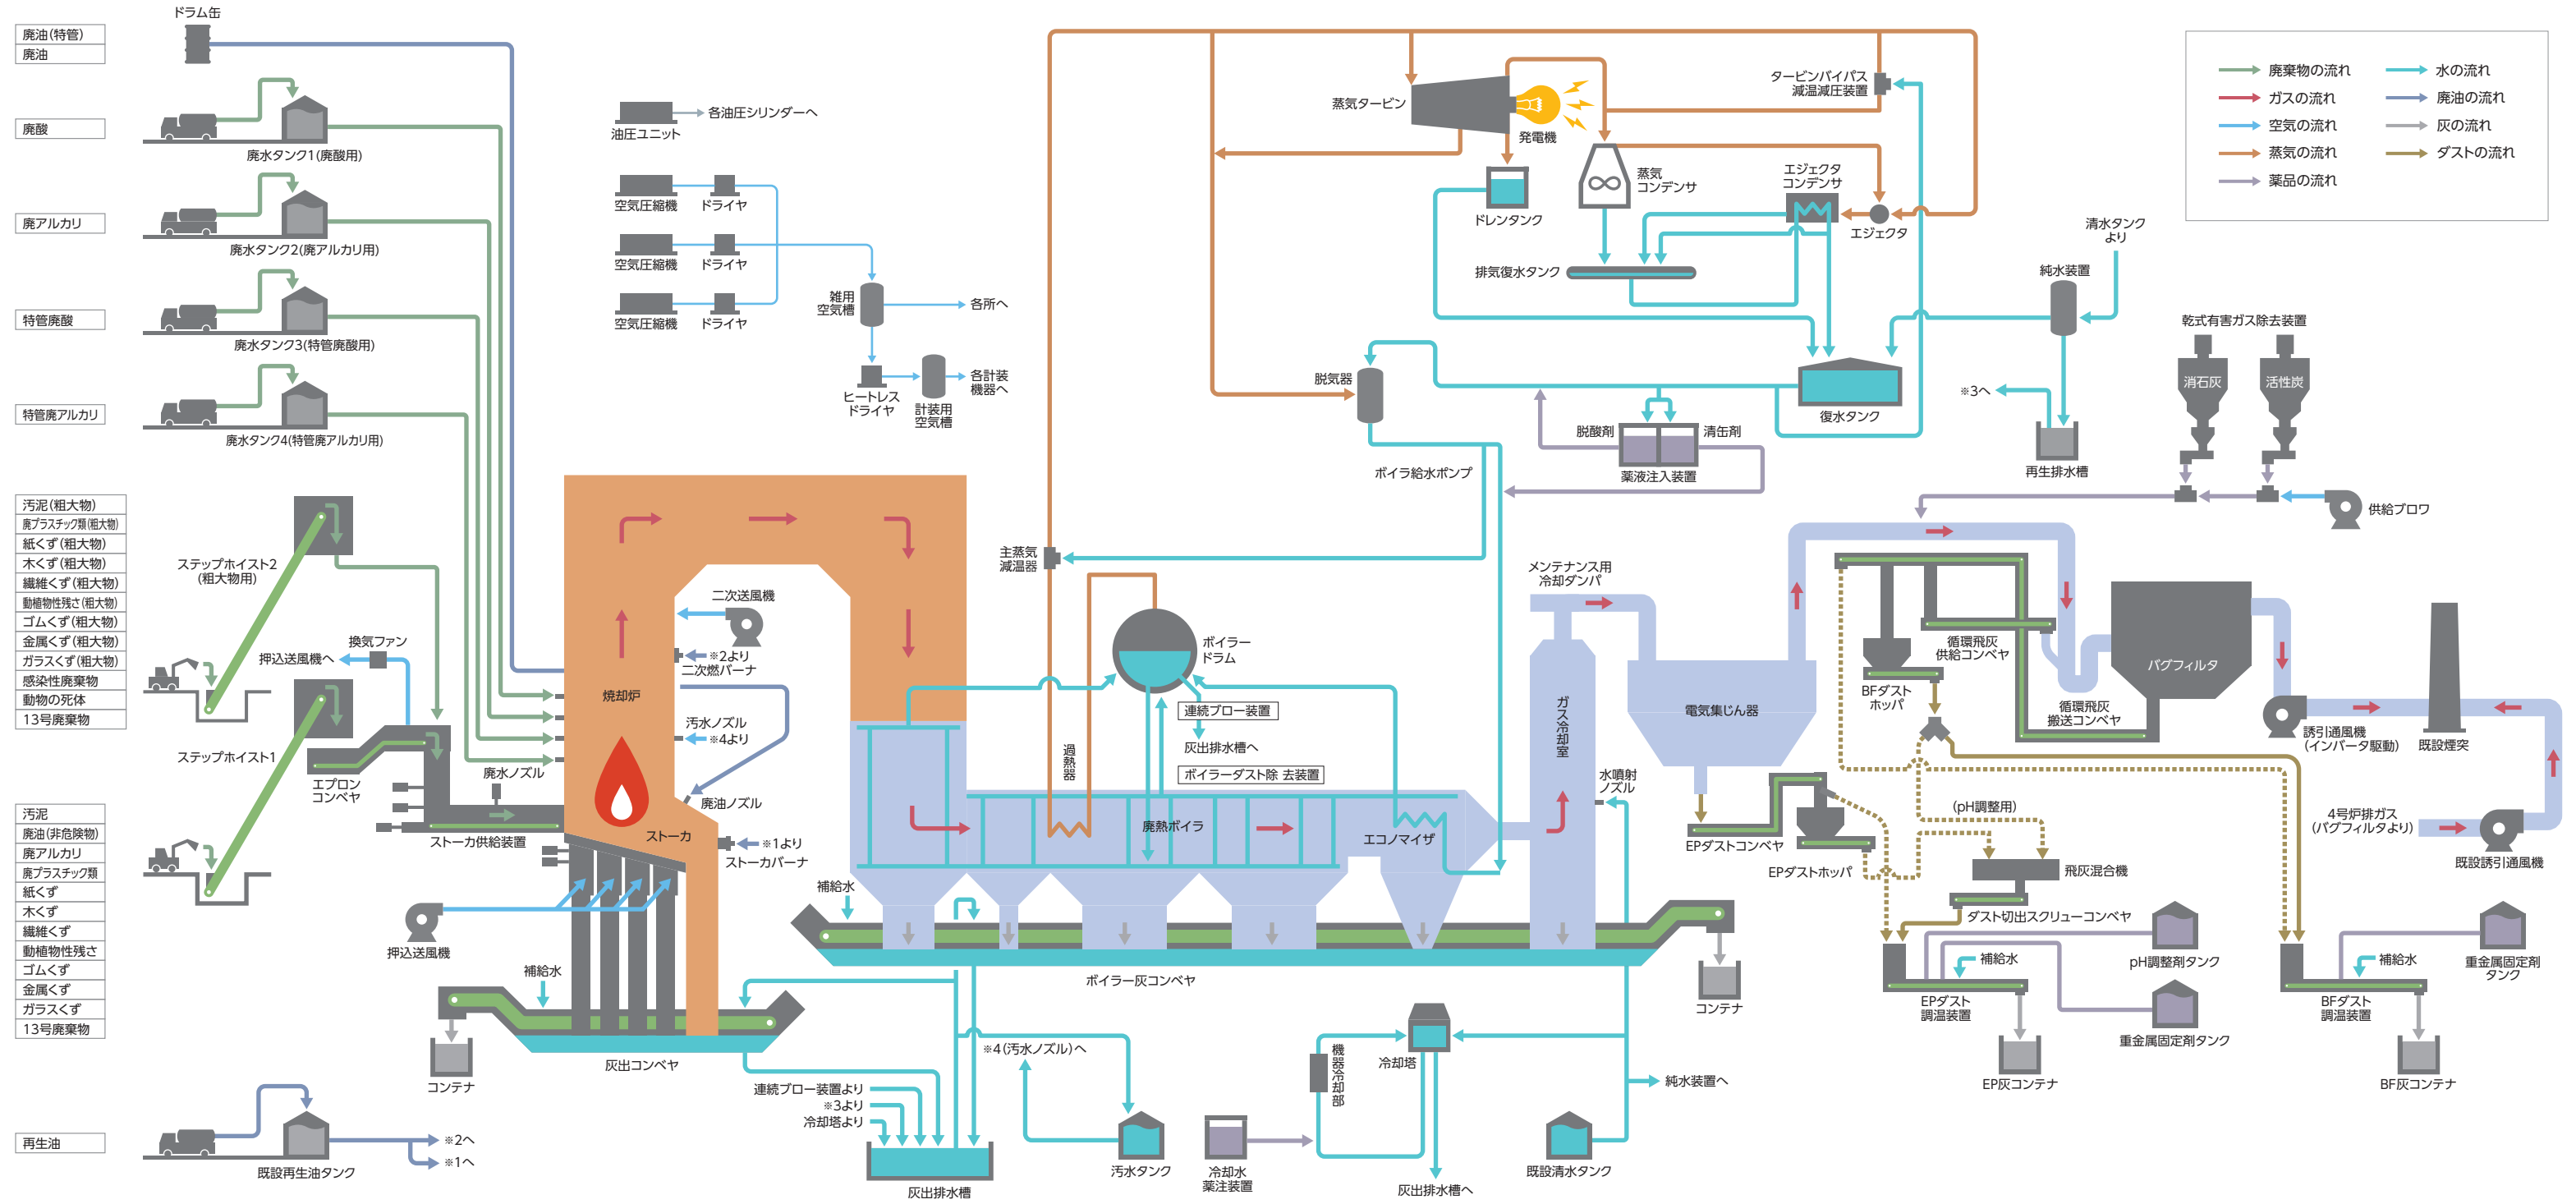 廃油(特管)
廃油
ドラム缶
廃酸
廃水タンク1(廃酸用)
廃アルカリ
廃水タンク2(廃アルカリ用)
特管廃酸
廃水タンク3(特管廃酸用)
特管廃アルカリ
廃水タンク4(特管廃アルカリ用)
汚泥(粗大物)
廃プラスチック類(粗大物)
紙くず(粗大物)
木くず(粗大物)
繊維くず(粗大物)
動植物性残さ(粗大物)
ゴムくず(粗大物)
金属くず(粗大物)
ガラスくず(粗大物)
感染性廃棄物
動物の死体
13号廃棄物
ステップホイスト2
(粗大物用)
ステップホイスト1
汚泥
廃油(非危険物)
廃アルカリ
廃プラスチック類
紙くず
木くず
繊維くず
動植物性残さ
ゴムくず
金属くず
ガラスくず
13号廃棄物
再生油
既設再生油タンク
※2へ
※1へ
換気ファン
押込送風機へ
エプロン
コンベヤ
廃水ノズル
ストーカ供給装置
押込送風機
補給水
コンテナ
灰出コンベヤ
油圧ユニット
各油圧シリンダーへ
空気圧縮機
ドライヤ
空気圧縮機
ドライヤ
空気圧縮機
ドライヤ
雑用
空気槽
各所へ
ヒートレス
ドライヤ
計装用
空気槽
各計装
機器へ
焼却炉
ストーカ
二次送風機
※2より
二次燃バーナ
汚水ノズル
※4より
廃油ノズル
※1より
ストーカバーナ
補給水
主蒸気
減温器
過熱器
ボイラー
ドラム
連続ブロー装置
灰出排水槽へ
ボイラーダスト除 去装置
廃熱ボイラ
エコノマイザ
ボイラー灰コンベヤ
コンテナ
連続ブロー装置より
※3より
冷却塔より
灰出排水槽
※4(汚水ノズル)へ
汚水タンク
冷却水
薬注装置
機器冷却部
冷却塔
灰出排水槽へ
既設清水タンク
純水装置へ
蒸気タービン
発電機
ドレンタンク
蒸気
コンデンサ
タービンバイパス
減温減圧装置
エジェクタ
コンデンサ
エジェクタ
排気復水タンク
脱気器
復水タンク
脱酸剤
清缶剤
薬液注入装置
ボイラ給水ポンプ
清水タンク
より
純水装置
※3へ
再生排水槽
廃棄物の流れ
ガスの流れ
空気の流れ
蒸気の流れ
薬品の流れ
水の流れ
廃油の流れ
灰の流れ
ダストの流れ
乾式有害ガス除去装置
消石灰
活性炭
供給ブロワ
メンテナンス用
冷却ダンパ
ガス冷却室
水噴射
ノズル
電気集じん器
EPダストコンベヤ
EPダストホッパ
BFダスト
ホッパ
循環飛灰
供給コンベヤ
循環飛灰
搬送コンベヤ
バグフィルタ
誘引通風機
(インバータ駆動)
既設煙突
4号炉排ガス
(バグフィルタより)
既設誘引通風機
(pH調整用)
飛灰混合機
ダスト切出スクリューコンベヤ
補給水
EPダスト
調温装置
EP灰コンテナ
pH調整剤タンク
重金属固定剤タンク
補給水
BFダスト
調温装置
BF灰コンテナ
重金属固定剤
タンク